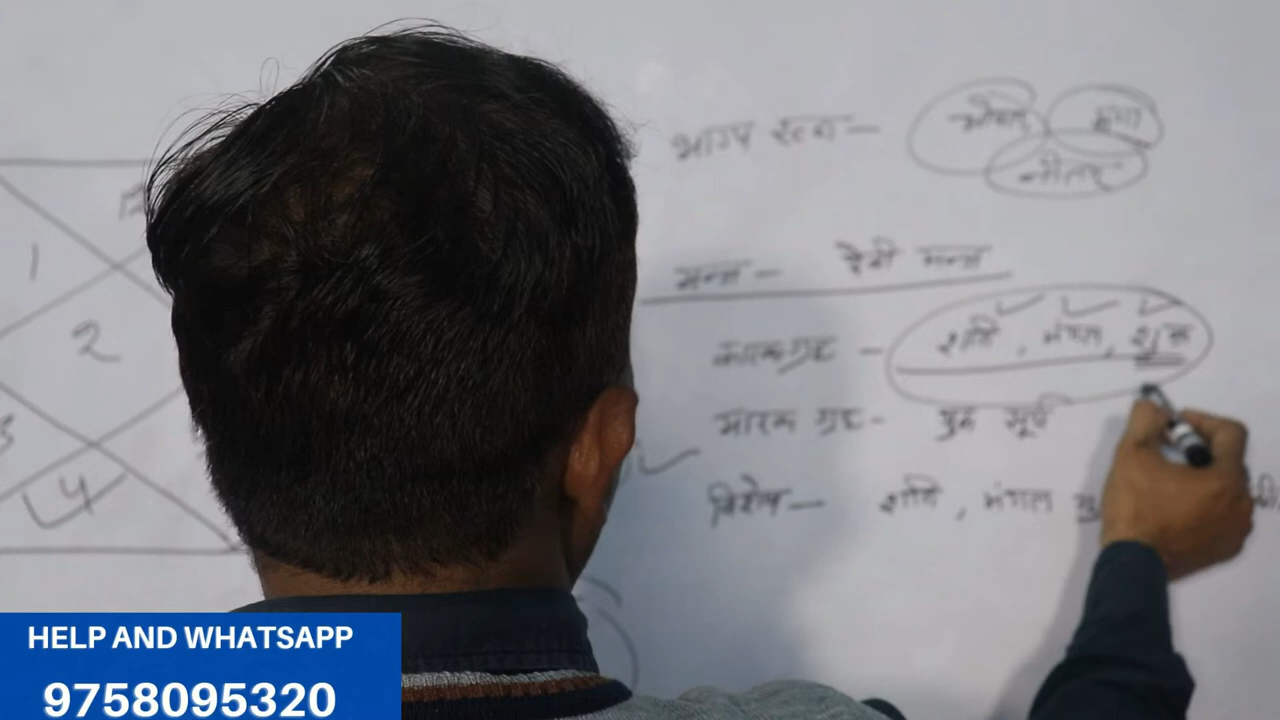 भाग्य रत्न – ओपल मूंगा
नीलम
मन्त्र – देवी मन्त्र
कारक ग्रह – शनि , मंगल, शुक्र
मारक ग्रह - सूर्य
विशेष – शनि , मंगल
1
2
3
4
HELP AND WHATSAPP
9758095320